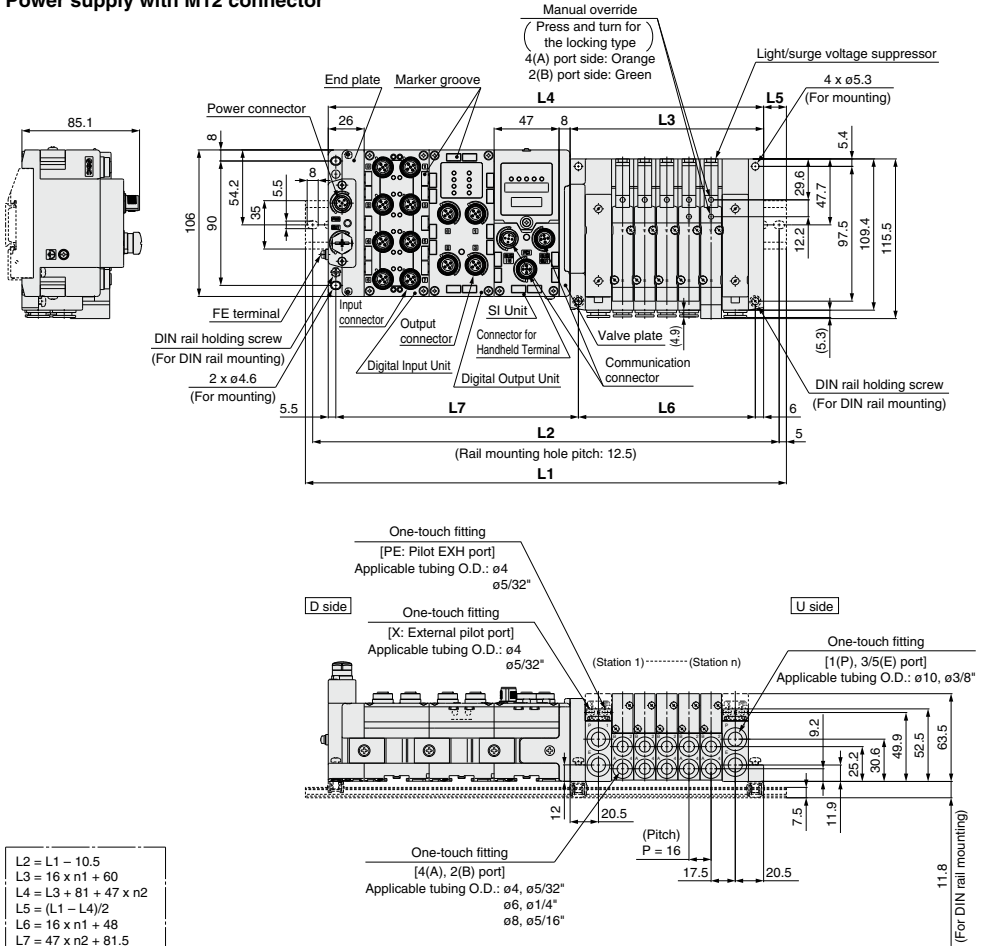 Power supply with M12 connector
Manual override
(Press and turn for
the locking type)
4(A) port side: Orange
2(B) port side: Green
Light/surge voltage suppressor
End plate
Marker groove
4 x ø5.3
(For mounting)
Power connector
L4
L5
85.1
26
47
8
L3
8
5.4
8
5.5
54.2
35
106
90
29.6
47.7
12.2
97.5
109.4
115.5
FE terminal
Input
connector
Output
connector
SI Unit
Connector for
Handheld Terminal
Valve plate
(4.9)
(5.3)
DIN rail holding screw
(For DIN rail mounting)
Digital Input Unit
Digital Output Unit
Communication
connector
2 x ø4.6
(For mounting)
DIN rail holding screw
(For DIN rail mounting)
5.5
L7
L6
6
L2
5
(Rail mounting hole pitch: 12.5)
L1
One-touch fitting
[PE: Pilot EXH port]
Applicable tubing O.D.: ø4
ø5/32"
D side
U side
One-touch fitting
[X: External pilot port]
Applicable tubing O.D.: ø4
ø5/32"
(Station 1)
(Station n)
One-touch fitting
[1(P), 3/5(E) port]
Applicable tubing O.D.: ø10, ø3/8"
9.2
25.2
30.6
49.9
52.5
63.5
12
20.5
7.5
11.9
(Pitch)
P = 16
17.5
20.5
11.8
(For DIN rail mounting)
One-touch fitting
[4(A), 2(B) port]
Applicable tubing O.D.: ø4, ø5/32"
ø6, ø1/4"
ø8, ø5/16"
L2 = L1 – 10.5
L3 = 16 x n1 + 60
L4 = L3 + 81 + 47 x n2
L5 = (L1 – L4)/2
L6 = 16 x n1 + 48
L7 = 47 x n2 + 81.5